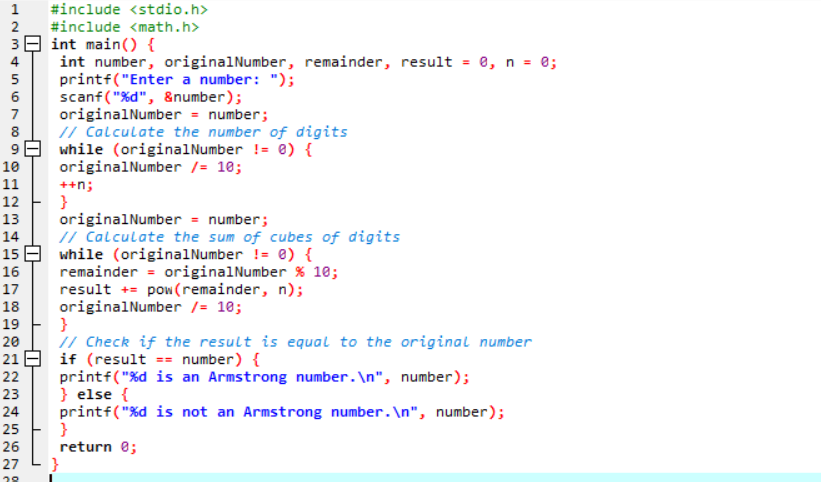 1 #include <stdio.h>
2 #include <math.h>
3 int main() {
4 int number, originalNumber, remainder, result = 0, n = 0;
5 printf("Enter a number: ");
6 scanf("%d", &number);
7 originalNumber = number;
8 // Calculate the number of digits
9 while (originalNumber != 0) {
10 originalNumber /= 10;
11 ++n;
12 }
13 originalNumber = number;
14 // Calculate the sum of cubes of digits
15 while (originalNumber != 0) {
16 remainder = originalNumber % 10;
17 result += pow(remainder, n);
18 originalNumber /= 10;
19 }
20 // Check if the result is equal to the original number
21 if (result == number) {
22 printf("%d is an Armstrong number.\n", number);
23 } else {
24 printf("%d is not an Armstrong number.\n", number);
25 }
26 return 0;
27 }
28